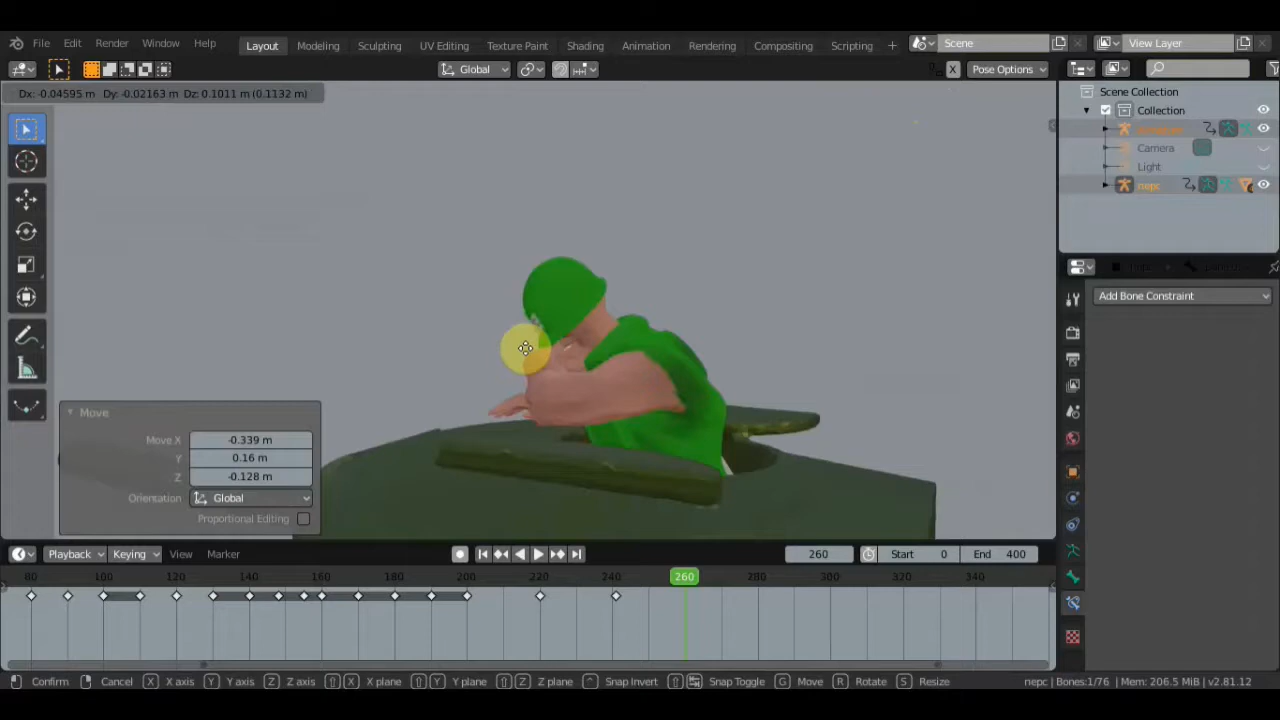 File Edit Render Window Help Layout Modeling Sculpting UV Editing Texture Paint Shading Animation Rendering Compositing Scripting + Scene View Layer
Global X Pose Options
Dx: -0.04595 m Dy: -0.02163 m Dz: 0.1011 m (0.1132 m)
Scene Collection
Collection
Camera
Light
nepc
Add Bone Constraint
Move
Move X -0.339 m
Y 0.16 m
Z -0.128 m
Orientation Global
Proportional Editing
Playback Keying View Marker 260 Start 0 End 400
80 100 120 140 160 180 200 220 240 260 280 300 320 340
Confirm Cancel X X axis Y Y axis Z Z axis X X plane Y Y plane Z Z plane ^ Snap Invert Snap Toggle G Move R Rotate S Resize nepc | Bones:1/76 | Mem: 206.5 MiB | v2.81.12